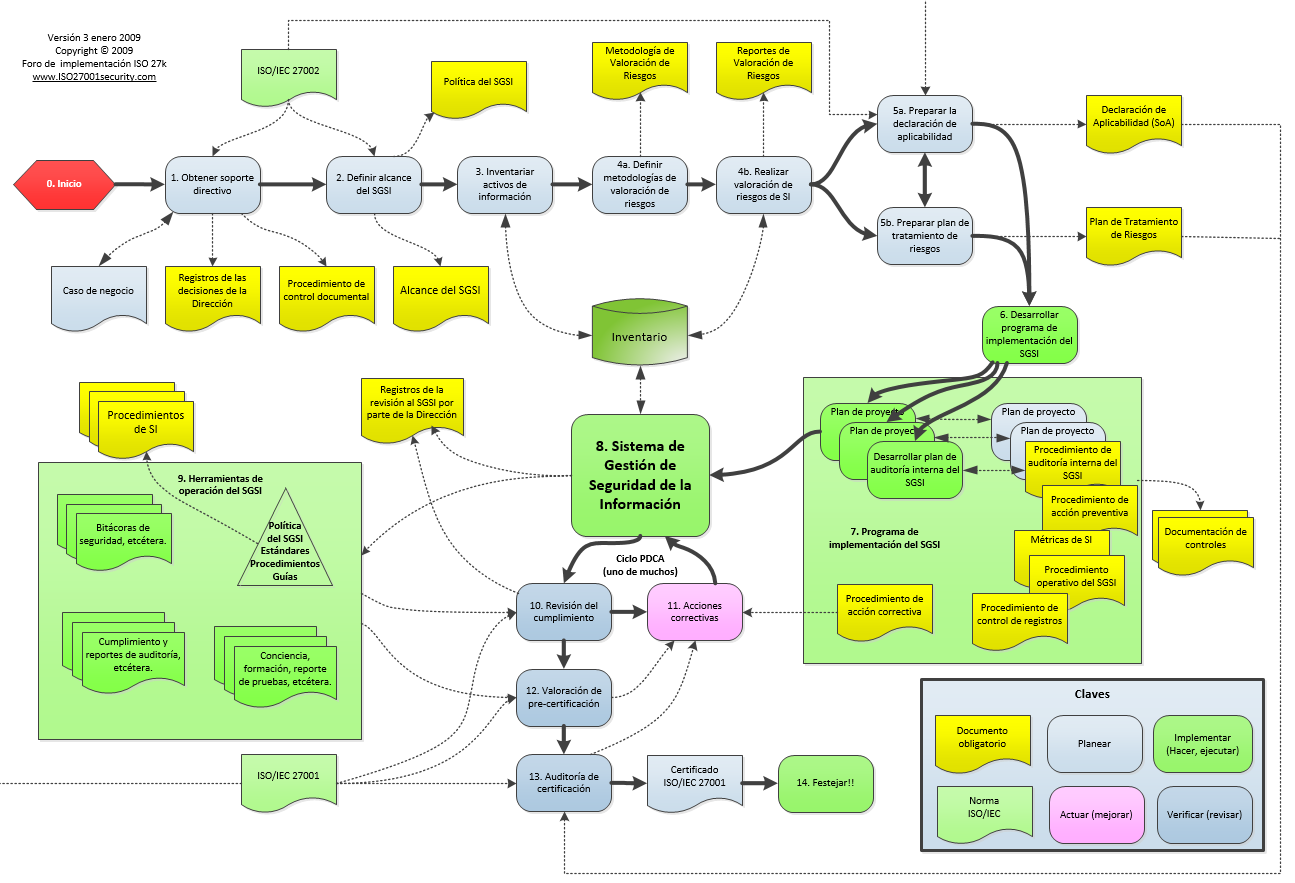 Versión 3 enero 2009
Copyright © 2009
Foro de implementación ISO 27k
www.ISO27001security.com
ISO/IEC 27002
Política del SGSI
Metodología de
Valoración de
Riesgos
Reportes de
Valoración de
Riesgos
5a. Preparar la
declaración de
aplicabilidad
Declaración de
Aplicabilidad (SoA)
0. Inicio
1. Obtener soporte
directivo
2. Definir alcance
del SGSI
3. Inventariar
activos de
información
4a. Definir
metodologías de
valoración de
riesgos
4b. Realizar
valoración de
riesgos de SI
5b. Preparar plan de
tratamiento de
riesgos
Plan de Tratamiento
de Riesgos
Caso de negocio
Registros de las
decisiones de la
Dirección
Procedimiento de
control documental
Alcance del SGSI
Inventario
6. Desarrollar
programa de
implementación del
SGSI
Procedimientos
de SI
Registros de la
revisión al SGSI por
parte de la Dirección
8. Sistema de
Gestión de
Seguridad de la
Información
Plan de proyecto
Plan de proyecto
Desarrollar plan de
auditoría interna del
SGSI
Plan de proyecto
Plan de proyecto
Procedimiento de
auditoría interna del
SGSI
Procedimiento de
acción preventiva
7. Programa de
implementación del SGSI
Métricas de SI
Procedimiento
operativo del SGSI
Procedimiento de
control de registros
Procedimiento de
acción correctiva
Documentación de
controles
9. Herramientas de
operación del SGSI
Bitácoras de
seguridad, etcétera.
Política
del SGSI
Estándares
Procedimientos
Guías
Cumplimiento y
reportes de auditoría,
etcétera.
Conciencia,
formación, reporte
de pruebas, etcétera.
Ciclo PDCA
(uno de muchos)
10. Revisión del
cumplimiento
11. Acciones
correctivas
12. Valoración de
pre-certificación
ISO/IEC 27001
13. Auditoría de
certificación
Certificado
ISO/IEC 27001
14. Festejar!!
Claves
Documento
obligatorio
Planear
Implementar
(Hacer, ejecutar)
Norma
ISO/IEC
Actuar (mejorar)
Verificar (revisar)